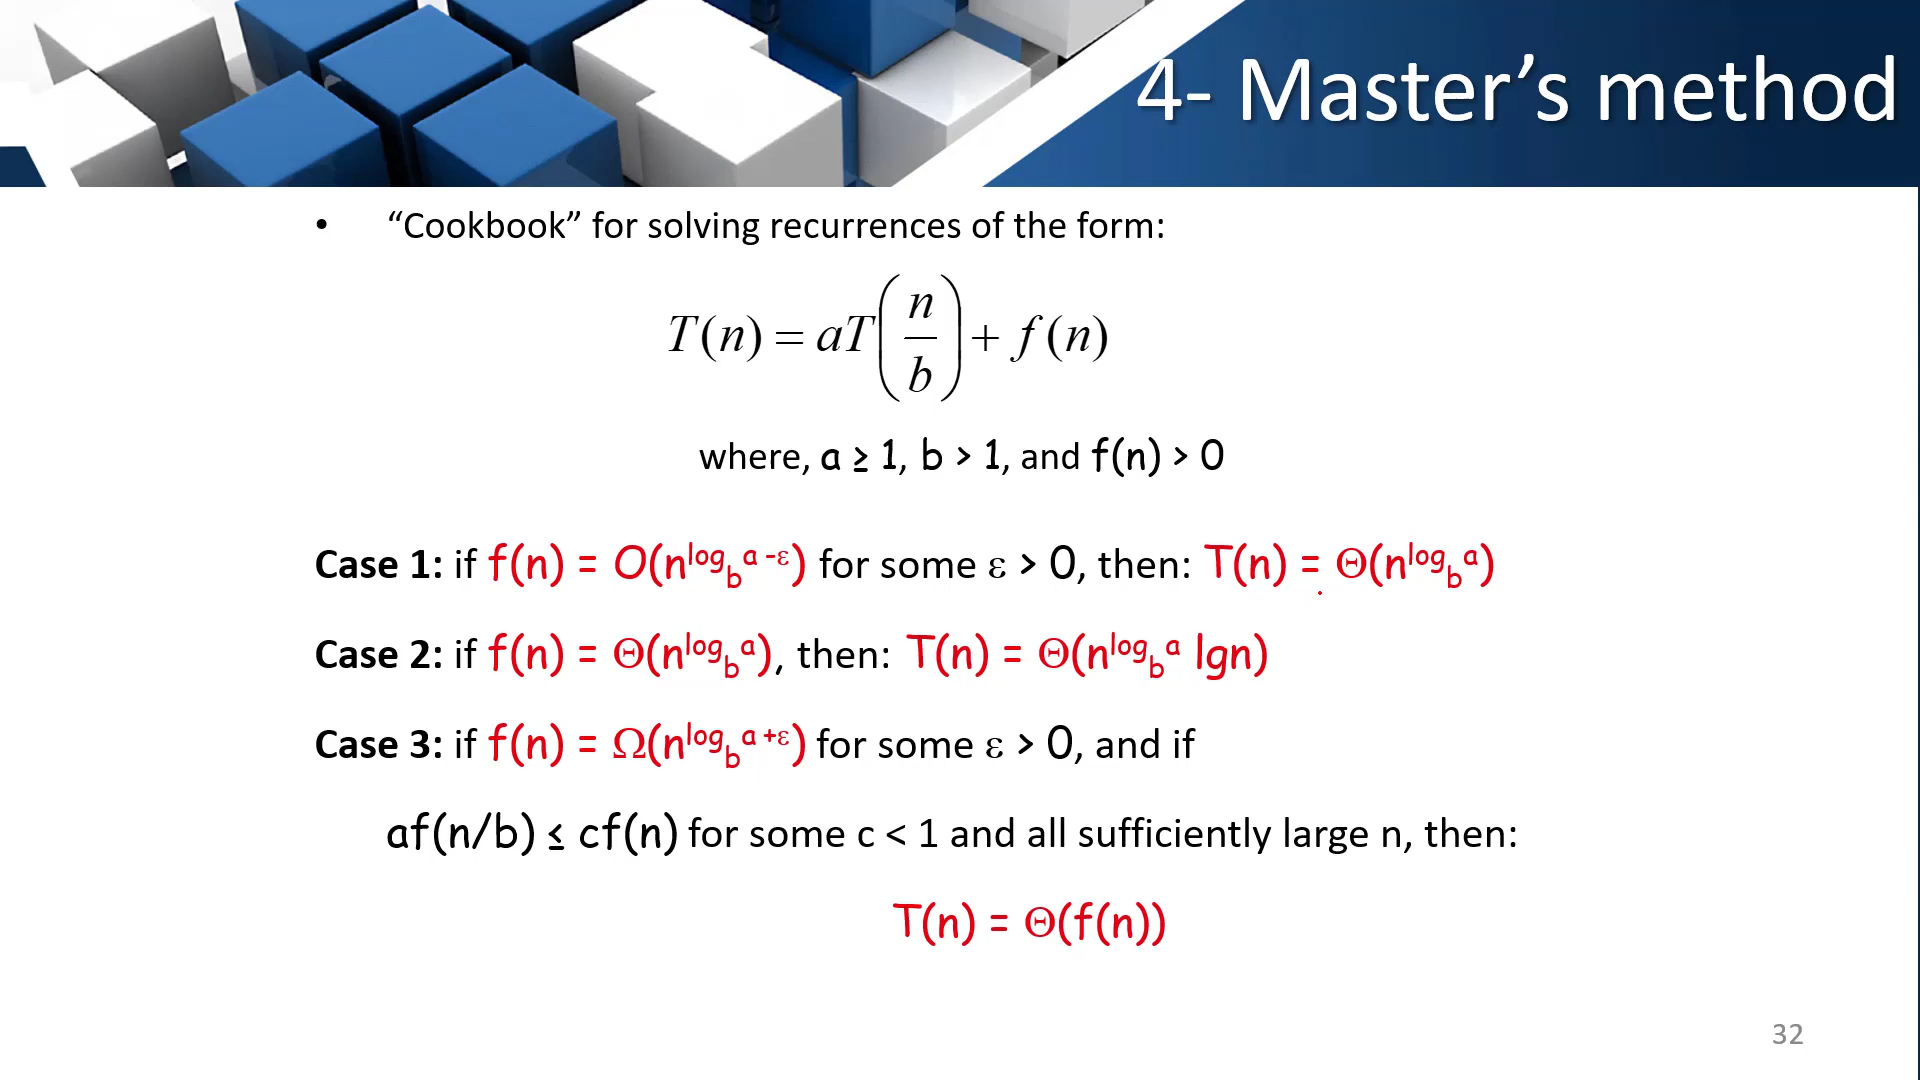 4- Master’s method
• “Cookbook” for solving recurrences of the form:
T(n) = aT(n/b) + f(n)
where, a ≥ 1, b > 1, and f(n) > 0
Case 1: if f(n) = O(n^{log_b a -ε}) for some ε > 0, then: T(n) = Θ(n^{log_b a})
Case 2: if f(n) = Θ(n^{log_b a}), then: T(n) = Θ(n^{log_b a} lgn)
Case 3: if f(n) = Ω(n^{log_b a +ε}) for some ε > 0, and if
af(n/b) ≤ cf(n) for some c < 1 and all sufficiently large n, then:
T(n) = Θ(f(n))
32